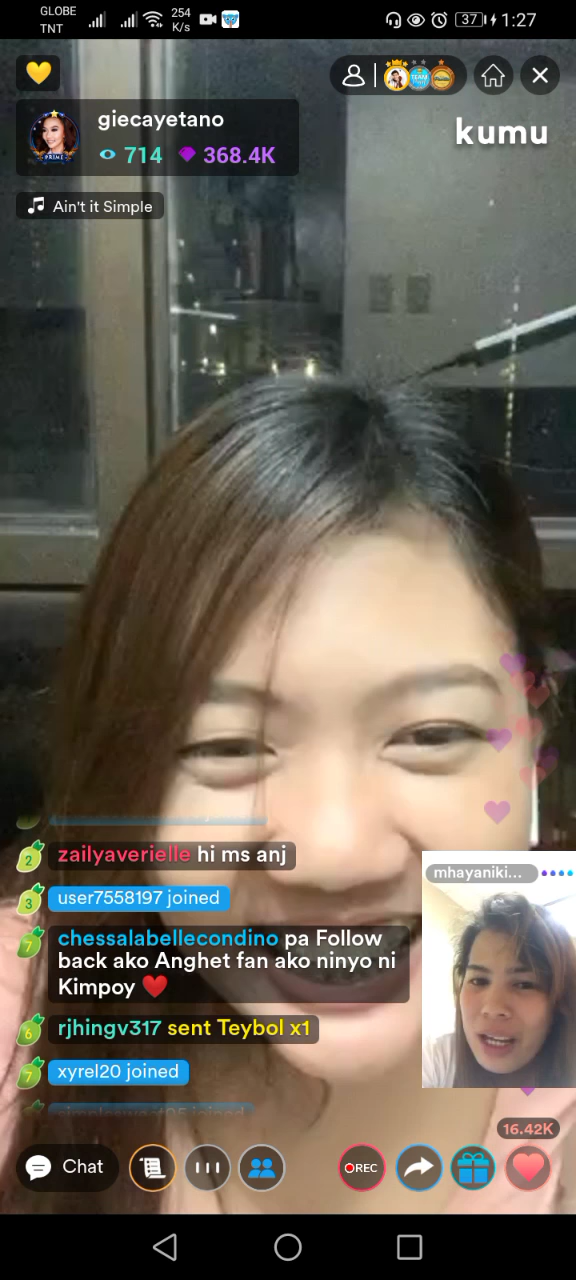 GLOBE
TNT
254
K/s
37
1:27
giecayetano
714 368.4K
PRIME
kumu
Ain't it Simple
2 zailyaverielle hi ms anj
3 user7558197 joined
7 chessalabellecondino pa Follow
back ako Anghet fan ako ninyo ni
Kimpoy ❤️
6 rjhingv317 sent Teybol x1
7 xyrel20 joined
mhayaniki...
16.42K
Chat
REC